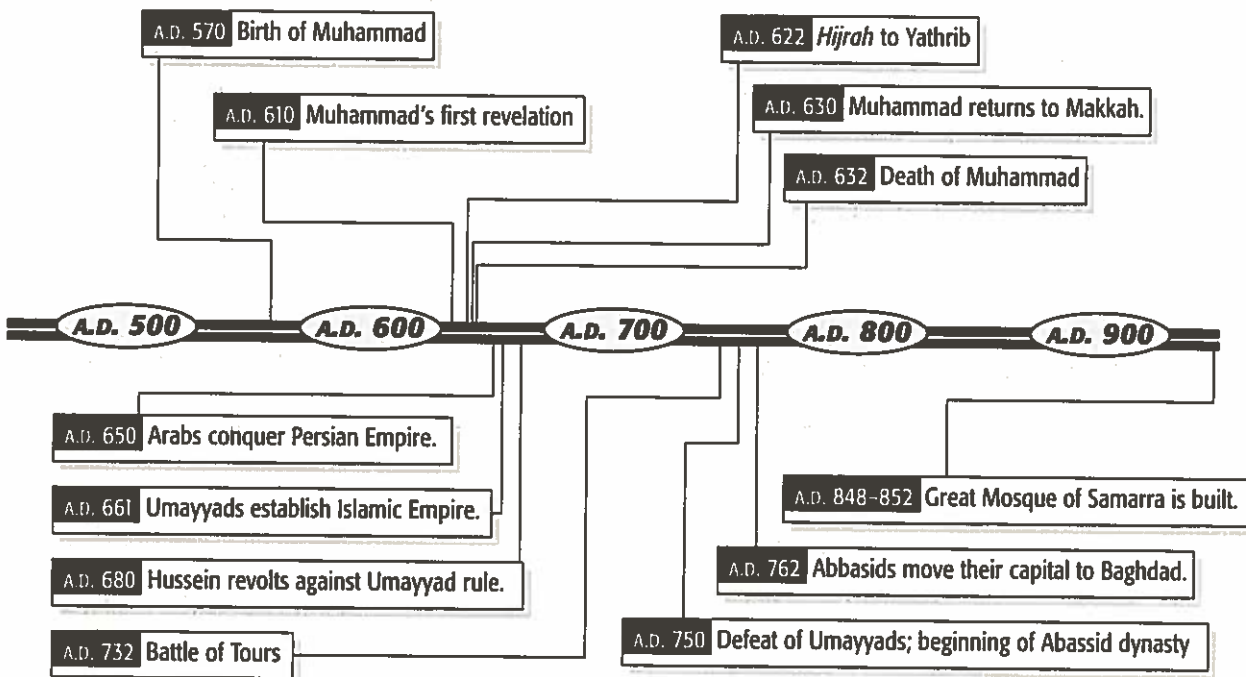 A.D. 570 Birth of Muhammad
A.D. 610 Muhammad's first revelation
A.D. 622 Hijrah to Yathrib
A.D. 630 Muhammad returns to Makkah.
A.D. 632 Death of Muhammad
A.D. 500 A.D. 600 A.D. 700 A.D. 800 A.D. 900
A.D. 650 Arabs conquer Persian Empire.
A.D. 661 Umayyads establish Islamic Empire.
A.D. 680 Hussein revolts against Umayyad rule.
A.D. 732 Battle of Tours
A.D. 848–852 Great Mosque of Samarra is built.
A.D. 762 Abbasids move their capital to Baghdad.
A.D. 750 Defeat of Umayyads; beginning of Abassid dynasty